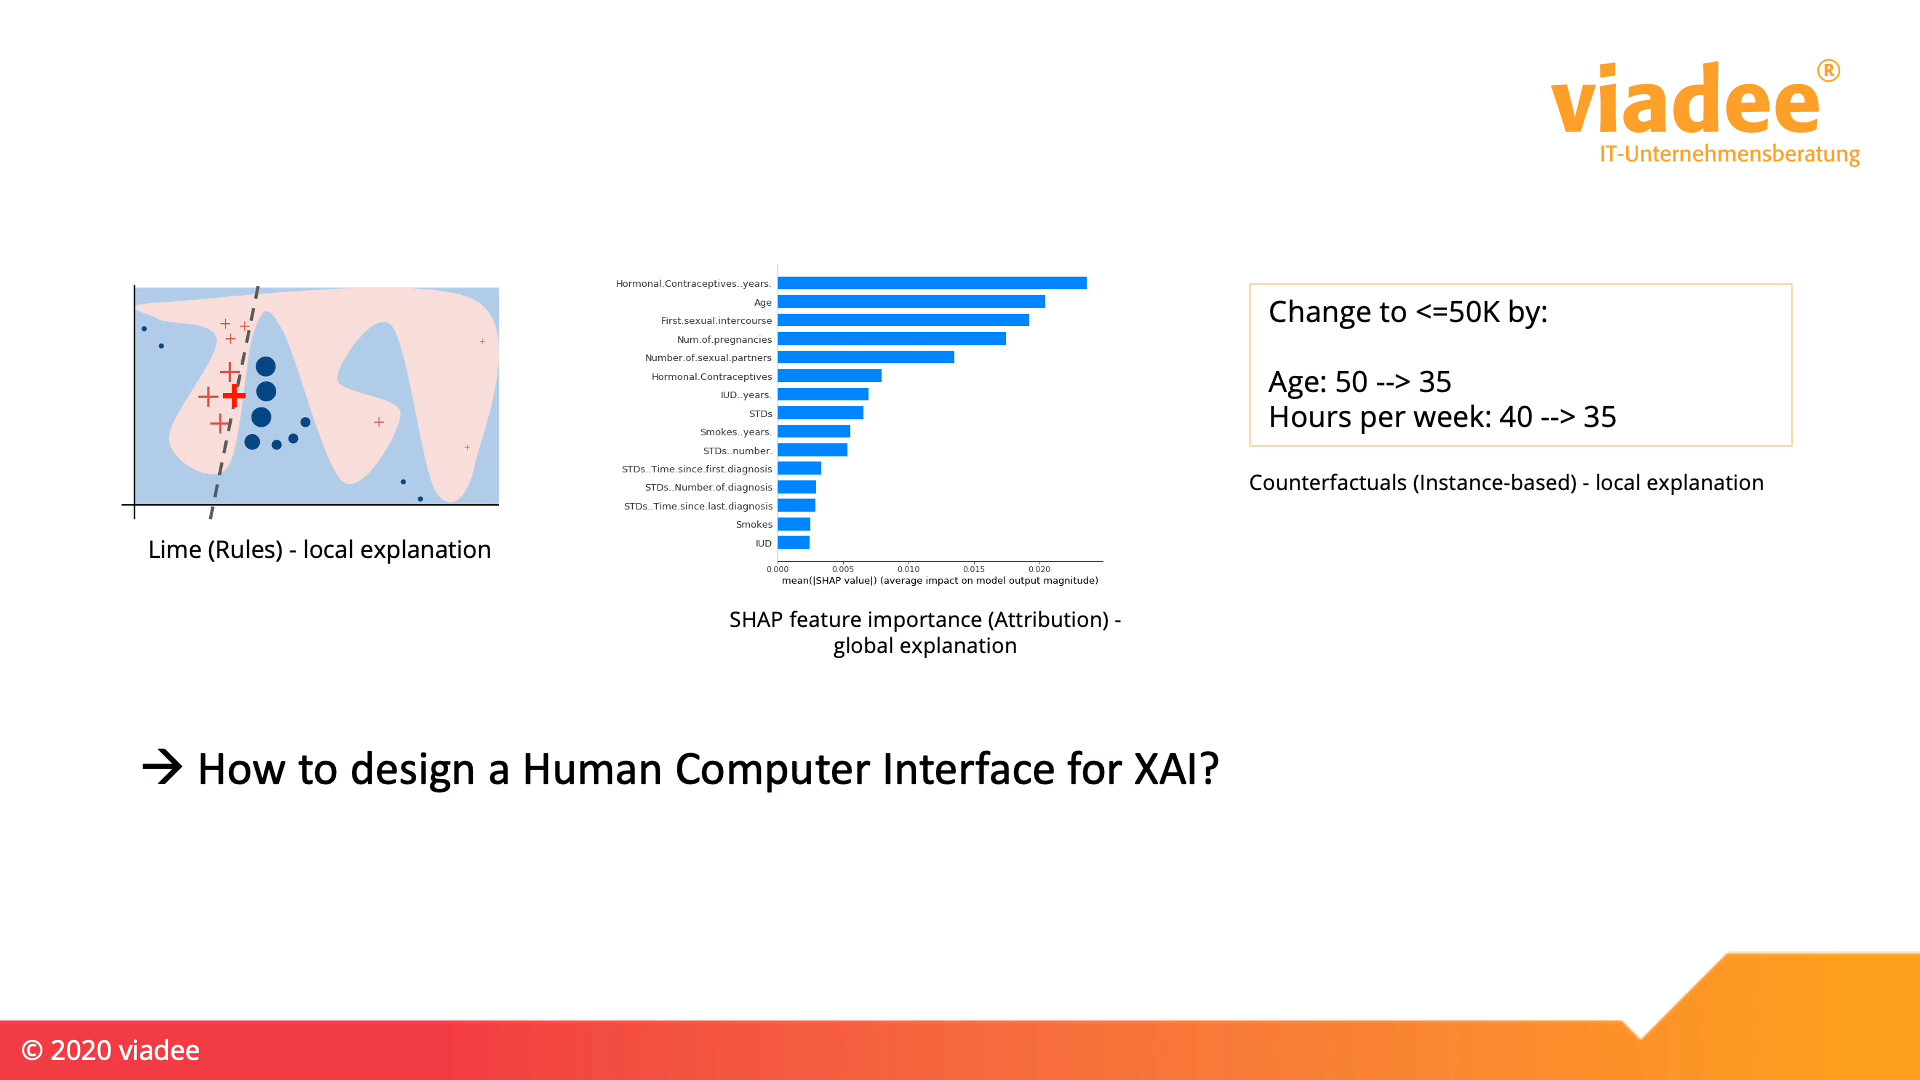 viadee®
IT-Unternehmensberatung
Lime (Rules) - local explanation
Hormonal.Contraceptives..years.
Age
First.sexual.intercourse
Num.of.pregnancies
Number.of.sexual.partners
Hormonal.Contraceptives
IUD..years.
STDs
Smokes..years.
STDs..number.
STDs..Time.since.first.diagnosis
STDs..Number.of.diagnosis
STDs..Time.since.last.diagnosis
Smokes
IUD
0.000 0.005 0.010 0.015 0.020
mean(|SHAP value|) (average impact on model output magnitude)
SHAP feature importance (Attribution) -
global explanation
Change to <=50K by:
Age: 50 --> 35
Hours per week: 40 --> 35
Counterfactuals (Instance-based) - local explanation
→ How to design a Human Computer Interface for XAI?
© 2020 viadee